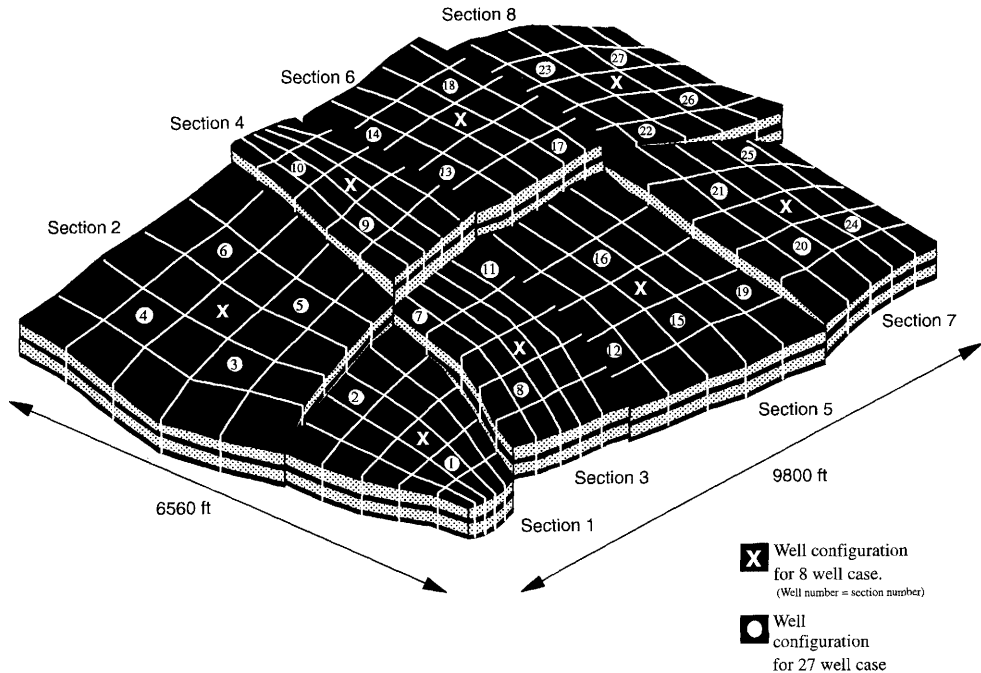 Section 8
Section 6
Section 4
Section 2
27
23
X
18
26
X
22
14
17
25
10
13
X
21
9
X
6
24
20
16
11
X
19
5
4
X
7
15
X
12
3
8
2
X
1
Section 7
Section 5
Section 3
Section 1
6560 ft
9800 ft
X Well configuration
for 8 well case.
(Well number = section number)
Well
configuration
for 27 well case